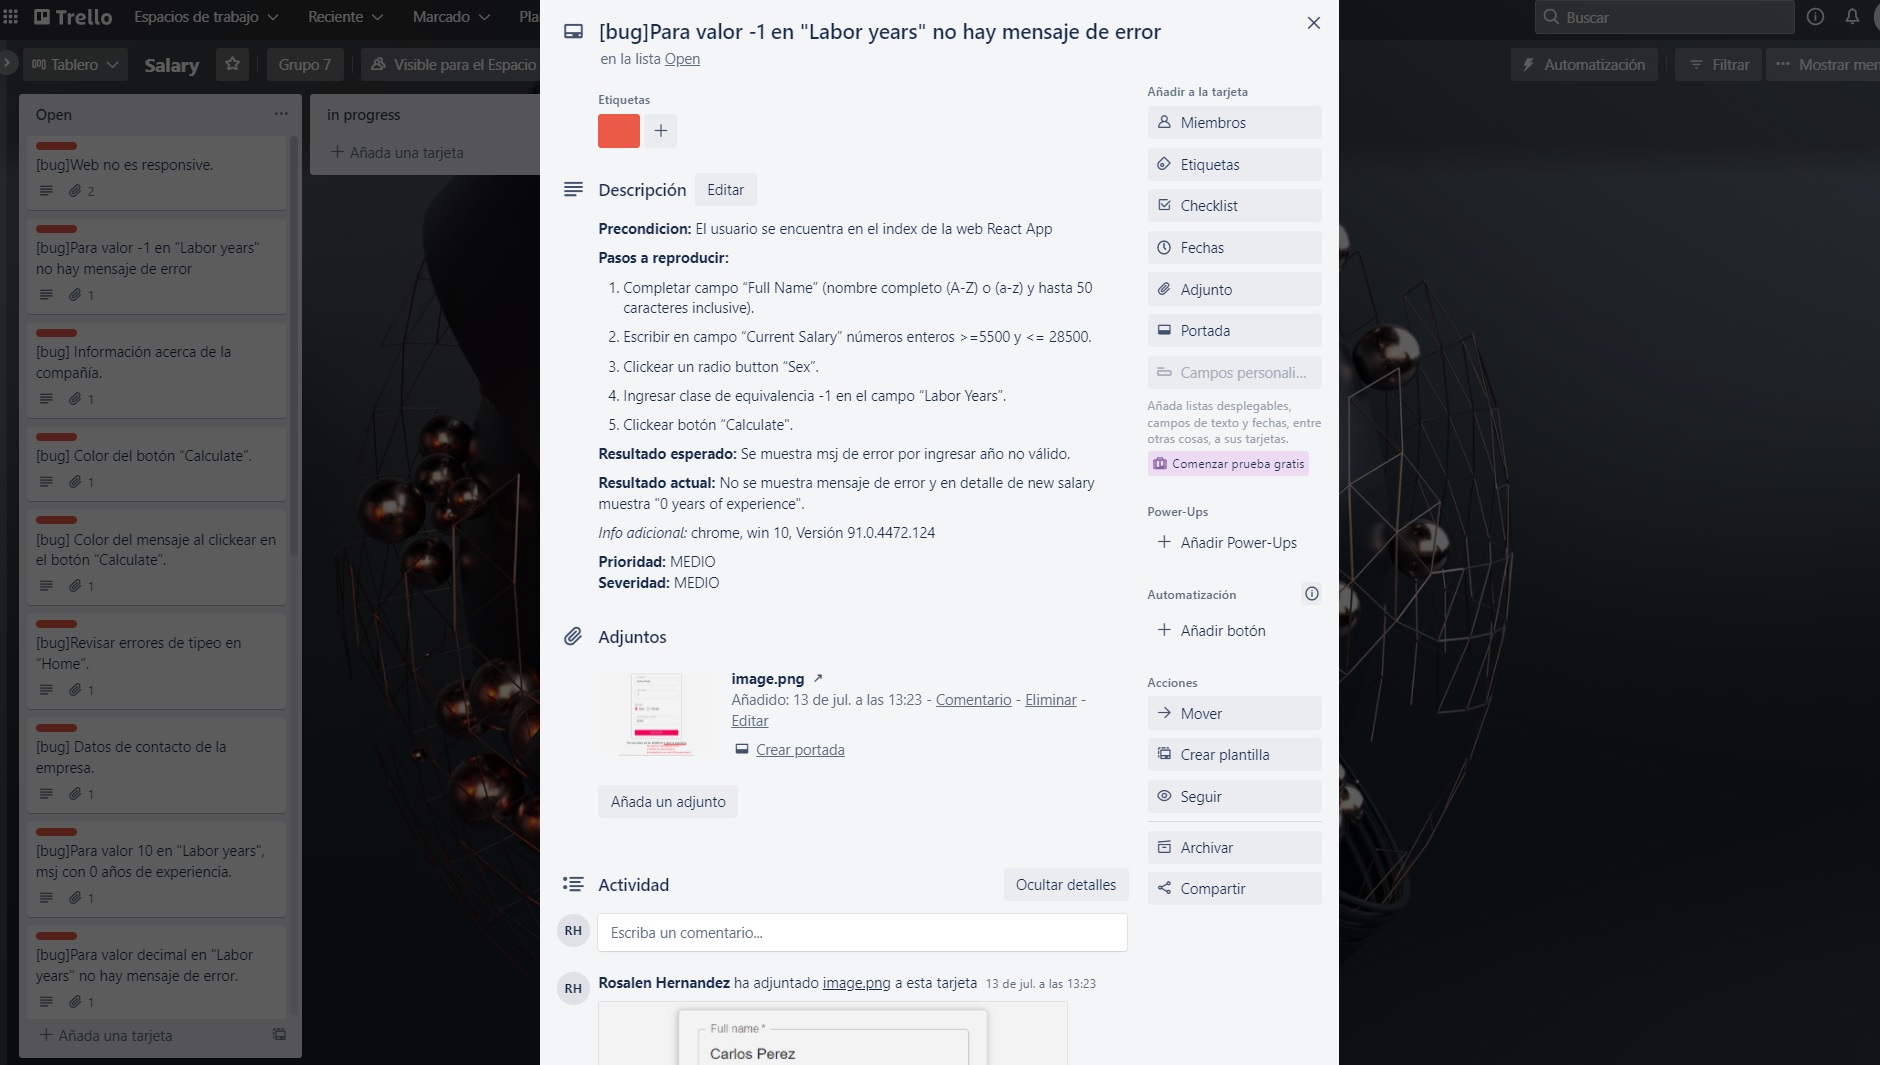 Trello
Espacios de trabajo
Reciente
Marcado
Buscar
Tablero
Salary
Grupo 7
Visible para el Espacio
Automatización
Filtrar
Open
[bug]Web no es responsive.
2
[bug]Para valor -1 en "Labor years"
no hay mensaje de error
1
[bug] Información acerca de la
compañía.
1
[bug] Color del botón “Calculate”.
1
[bug] Color del mensaje al clickear en
el botón “Calculate”.
1
[bug]Revisar errores de tipeo en
“Home”.
1
[bug] Datos de contacto de la
empresa.
1
[bug]Para valor 10 en "Labor years",
msj con 0 años de experiencia.
1
[bug]Para valor decimal en "Labor
years" no hay mensaje de error.
1
+ Añada una tarjeta
in progress
+ Añada una tarjeta
[bug]Para valor -1 en "Labor years" no hay mensaje de error
en la lista Open
Etiquetas
+
Descripción
Editar
Precondicion: El usuario se encuentra en el index de la web React App
Pasos a reproducir:
1. Completar campo “Full Name” (nombre completo (A-Z) o (a-z) y hasta 50
caracteres inclusive).
2. Escribir en campo “Current Salary” números enteros >=5500 y <= 28500.
3. Clickear un radio button “Sex”.
4. Ingresar clase de equivalencia -1 en el campo “Labor Years”.
5. Clickear botón “Calculate".
Resultado esperado: Se muestra msj de error por ingresar año no válido.
Resultado actual: No se muestra mensaje de error y en detalle de new salary
muestra "0 years of experience".
Info adicional: chrome, win 10, Versión 91.0.4472.124
Prioridad: MEDIO
Severidad: MEDIO
Adjuntos
image.png
Añadido: 13 de jul. a las 13:23 - Comentario - Eliminar -
Editar
Crear portada
Añada un adjunto
Actividad
Ocultar detalles
RH
Escriba un comentario...
RH
Rosalen Hernandez ha adjuntado image.png a esta tarjeta 13 de jul. a las 13:23
Full name *
Carlos Perez
Añadir a la tarjeta
Miembros
Etiquetas
Checklist
Fechas
Adjunto
Portada
Campos personali...
Añada listas desplegables,
campos de texto y fechas, entre
otras cosas, a sus tarjetas.
Comenzar prueba gratis
Power-Ups
+ Añadir Power-Ups
Automatización
+ Añadir botón
Acciones
Mover
Crear plantilla
Seguir
Archivar
Compartir
... Mostrar